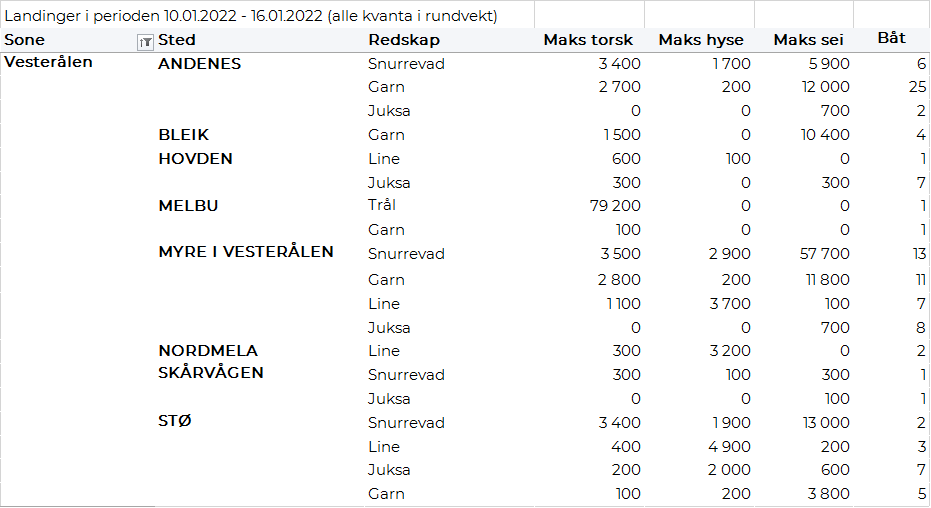 Landinger i perioden 10.01.2022 - 16.01.2022 (alle kvanta i rundvekt)
Sone Sted Redskap Maks torsk Maks hyse Maks sei Båt
Vesterålen ANDENES Snurrevad 3 400 1 700 5 900 6
Garn 2 700 200 12 000 25
Juksa 0 0 700 2
BLEIK Garn 1 500 0 10 400 4
HOVDEN Line 600 100 0 1
Juksa 300 0 300 7
MELBU Trål 79 200 0 0 1
Garn 100 0 0 1
MYRE I VESTERÅLEN Snurrevad 3 500 2 900 57 700 13
Garn 2 800 200 11 800 11
Line 1 100 3 700 100 7
Juksa 0 0 700 8
NORDMELA Line 300 3 200 0 2
SKÅRVÅGEN Snurrevad 300 100 300 1
Juksa 0 0 100 1
STØ Snurrevad 3 400 1 900 13 000 2
Line 400 4 900 200 3
Juksa 200 2 000 600 7
Garn 100 200 3 800 5